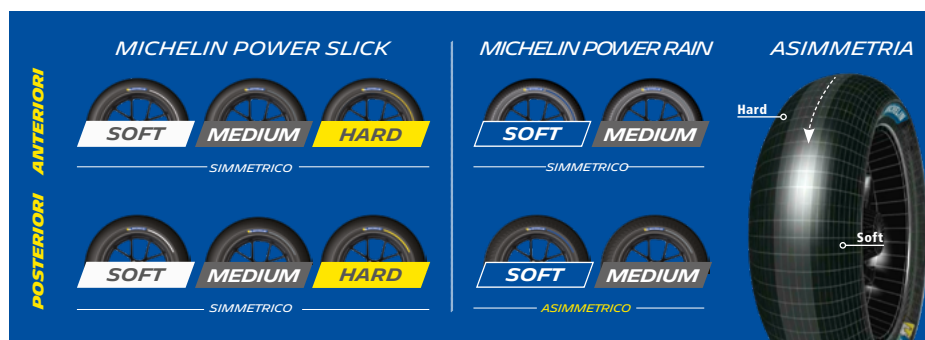 MICHELIN POWER SLICK
MICHELIN POWER RAIN
ASIMMETRIA
ANTERIORI
SOFT
MEDIUM
HARD
SIMMETRICO
SOFT
MEDIUM
SIMMETRICO
Hard
Soft
POSTERIORI
SOFT
MEDIUM
HARD
SIMMETRICO
SOFT
MEDIUM
ASIMMETRICO